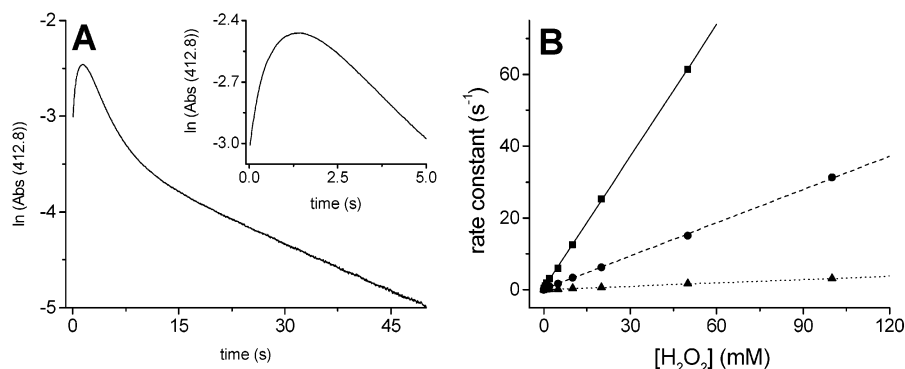 A
ln (Abs (412.8))
-2
-3
-4
-5
0
15
30
45
time (s)
ln (Abs (412.8))
-2.4
-2.7
-3.0
0.0
2.5
5.0
time (s)
B
rate constant (s⁻¹)
60
40
20
0
0
30
60
90
120
[H₂O₂] (mM)